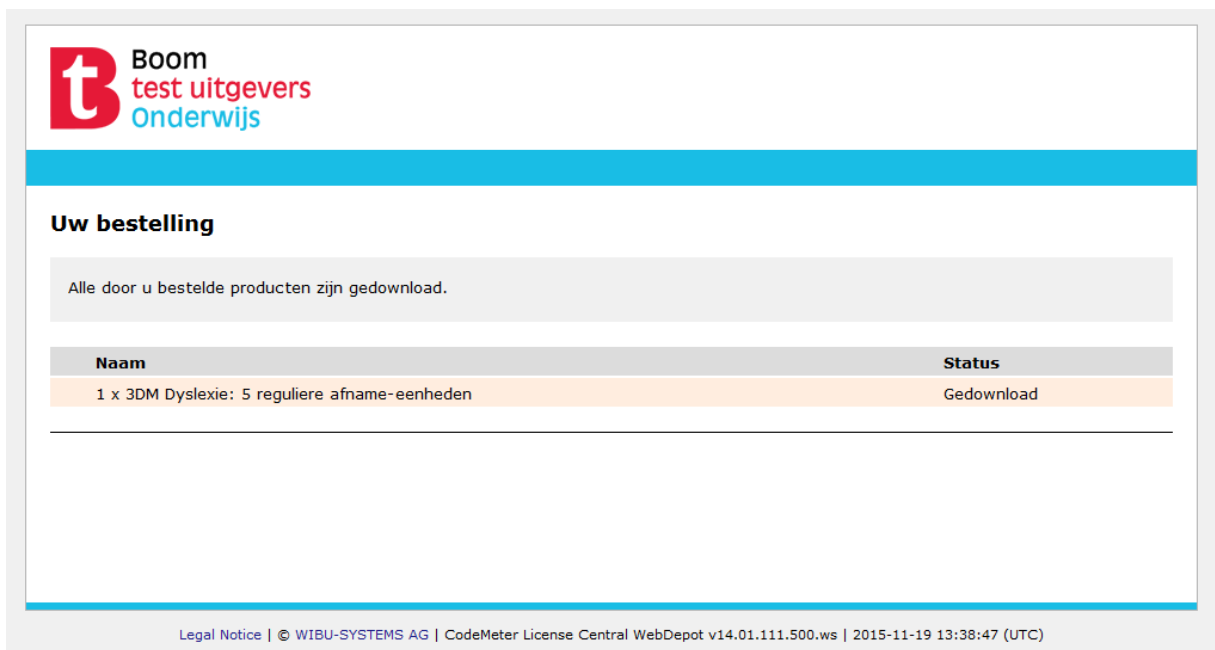 Boom
test uitgevers
Onderwijs
Uw bestelling
Alle door u bestelde producten zijn gedownload.
Naam Status
1 x 3DM Dyslexie: 5 reguliere afname-eenheden Gedownload
Legal Notice | © WIBU-SYSTEMS AG | CodeMeter License Central WebDepot v14.01.111.500.ws | 2015-11-19 13:38:47 (UTC)